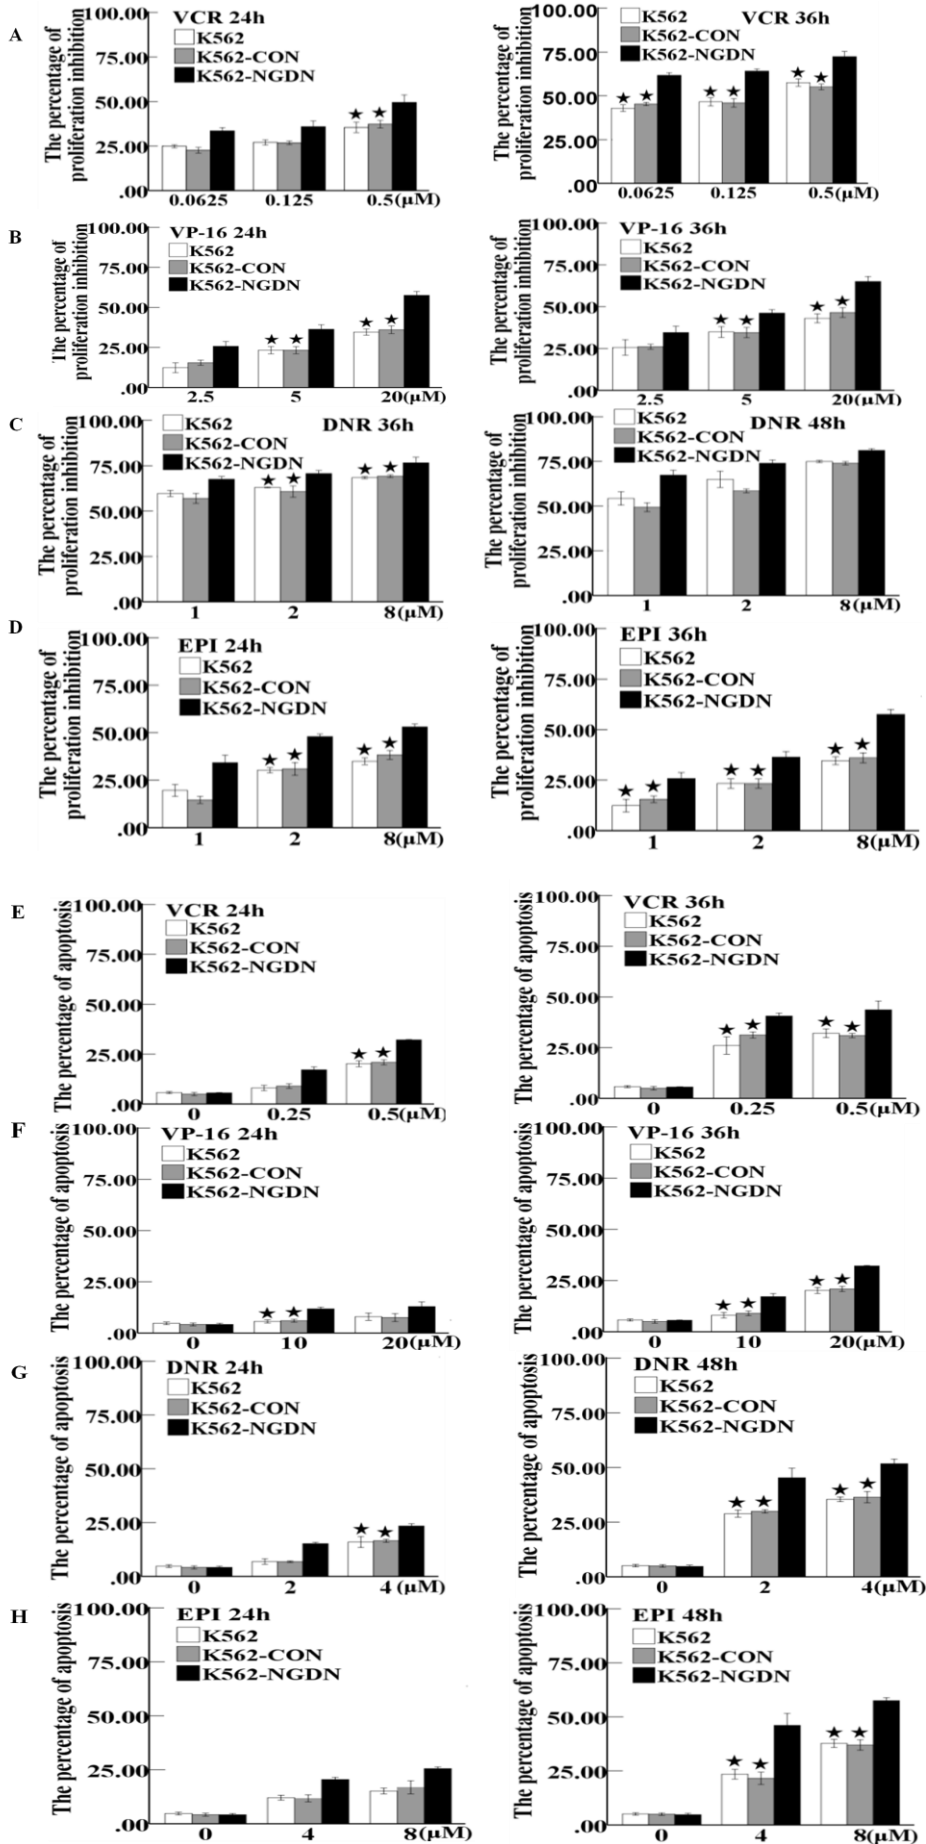 A
The percentage of
proliferation inhibition
100.00
75.00
50.00
25.00
.00
VCR 24h
K562
K562-CON
K562-NGDN
0.0625 0.125 0.5(μM)
The percentage of
proliferation inhibition
100.00
75.00
50.00
25.00
.00
K562
K562-CON
K562-NGDN
VCR 36h
0.0625 0.125 0.5(μM)
B
The percentage of
proliferation inhibition
100.00
75.00
50.00
25.00
.00
VP-16 24h
K562
K562-CON
K562-NGDN
2.5 5 20(μM)
The percentage of
proliferation inhibition
100.00
75.00
50.00
25.00
.00
VP-16 36h
K562
K562-CON
K562-NGDN
2.5 5 20(μM)
C
The percentage of
proliferation inhibition
100.00
75.00
50.00
25.00
.00
K562
K562-CON
K562-NGDN
DNR 36h
1 2 8(μM)
The percentage of
proliferation inhibition
100.00
75.00
50.00
25.00
.00
K562
K562-CON
K562-NGDN
DNR 48h
1 2 8(μM)
D
The percentage of
proliferation inhibition
100.00
75.00
50.00
25.00
.00
EPI 24h
K562
K562-CON
K562-NGDN
1 2 8(μM)
The percentage of
proliferation inhibition
100.00
75.00
50.00
25.00
.00
EPI 36h
K562
K562-CON
K562-NGDN
1 2 8(μM)
E
The percentage of apoptosis
100.00
75.00
50.00
25.00
.00
VCR 24h
K562
K562-CON
K562-NGDN
0 0.25 0.5(μM)
The percentage of apoptosis
100.00
75.00
50.00
25.00
.00
VCR 36h
K562
K562-CON
K562-NGDN
0 0.25 0.5(μM)
F
The percentage of apoptosis
100.00
75.00
50.00
25.00
.00
VP-16 24h
K562
K562-CON
K562-NGDN
0 10 20(μM)
The percentage of apoptosis
100.00
75.00
50.00
25.00
.00
VP-16 36h
K562
K562-CON
K562-NGDN
0 10 20(μM)
G
The percentage of apoptosis
100.00
75.00
50.00
25.00
.00
DNR 24h
K562
K562-CON
K562-NGDN
0 2 4 (μM)
The percentage of apoptosis
100.00
75.00
50.00
25.00
.00
DNR 48h
K562
K562-CON
K562-NGDN
0 2 4(μM)
H
The percentage of apoptosis
100.00
75.00
50.00
25.00
.00
EPI 24h
K562
K562-CON
K562-NGDN
0 4 8(μM)
The percentage of apoptosis
100.00
75.00
50.00
25.00
.00
EPI 48h
K562
K562-CON
K562-NGDN
0 4 8(μM)